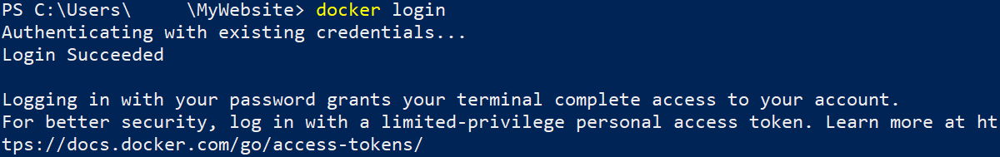 PS C:\Users\      \MyWebsite> docker login
Authenticating with existing credentials...
Login Succeeded

Logging in with your password grants your terminal complete access to your account.
For better security, log in with a limited-privilege personal access token. Learn more at ht
tps://docs.docker.com/go/access-tokens/